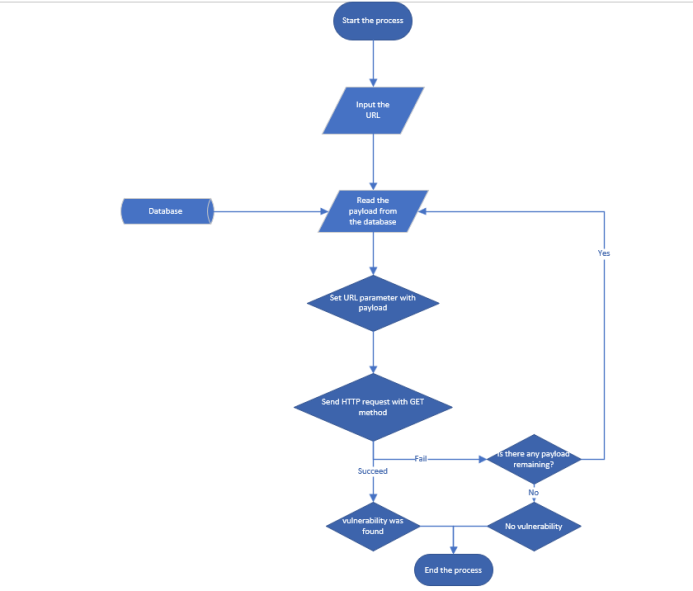 Start the process
Input the
URL
Database
Read the
payload from
the database
Yes
Set URL parameter with
payload
Send HTTP request with GET
method
Fail
Is there any payload
remaining?
Succeed
No
vulnerability was
found
No vulnerability
End the process